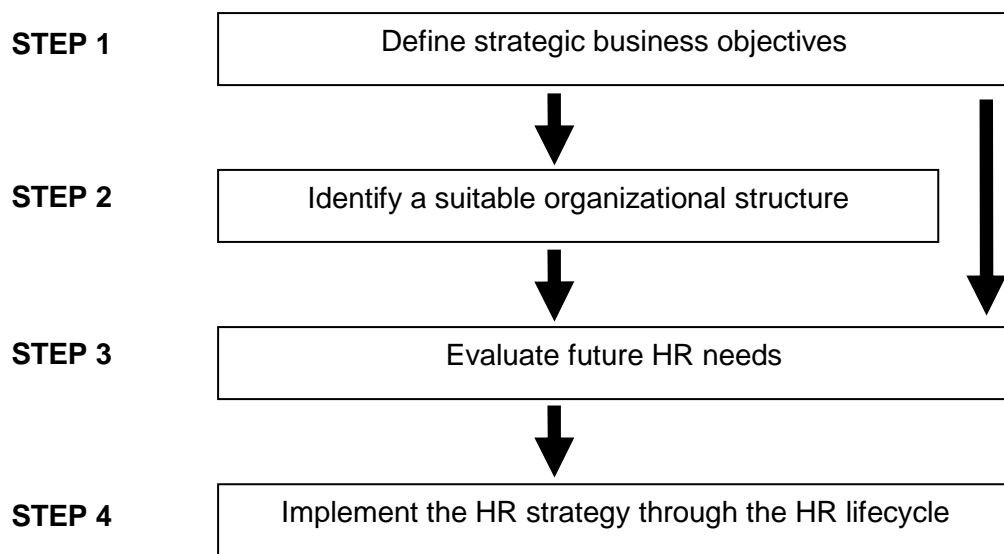 STEP 1
Define strategic business objectives
STEP 2
Identify a suitable organizational structure
STEP 3
Evaluate future HR needs
STEP 4
Implement the HR strategy through the HR lifecycle